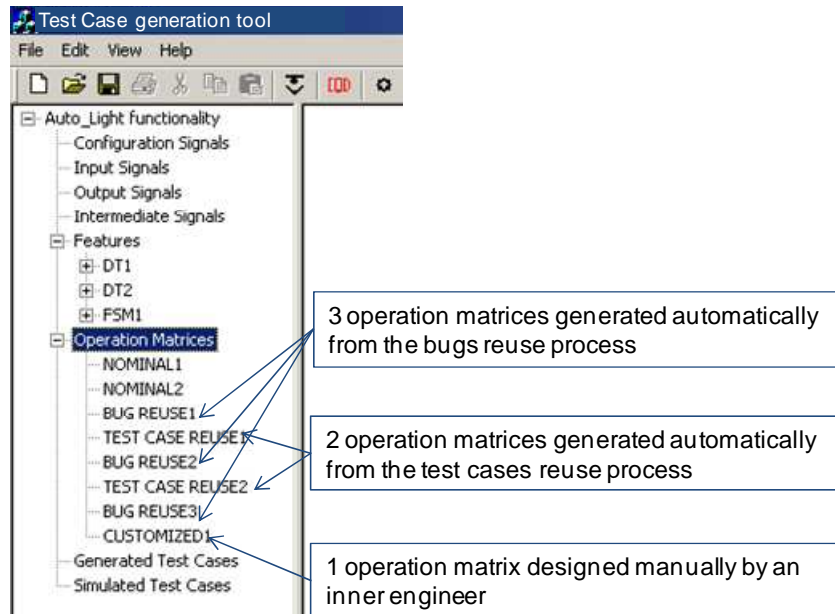 Test Case generation tool
File Edit View Help
Auto_Light functionality
Configuration Signals
Input Signals
Output Signals
Intermediate Signals
Features
DT1
DT2
FSM1
Operation Matrices
NOMINAL1
NOMINAL2
BUG REUSE1
TEST CASE REUSE1
BUG REUSE2
TEST CASE REUSE2
BUG REUSE3
CUSTOMIZED1
Generated Test Cases
Simulated Test Cases
3 operation matrices generated automatically
from the bugs reuse process
2 operation matrices generated automatically
from the test cases reuse process
1 operation matrix designed manually by an
inner engineer